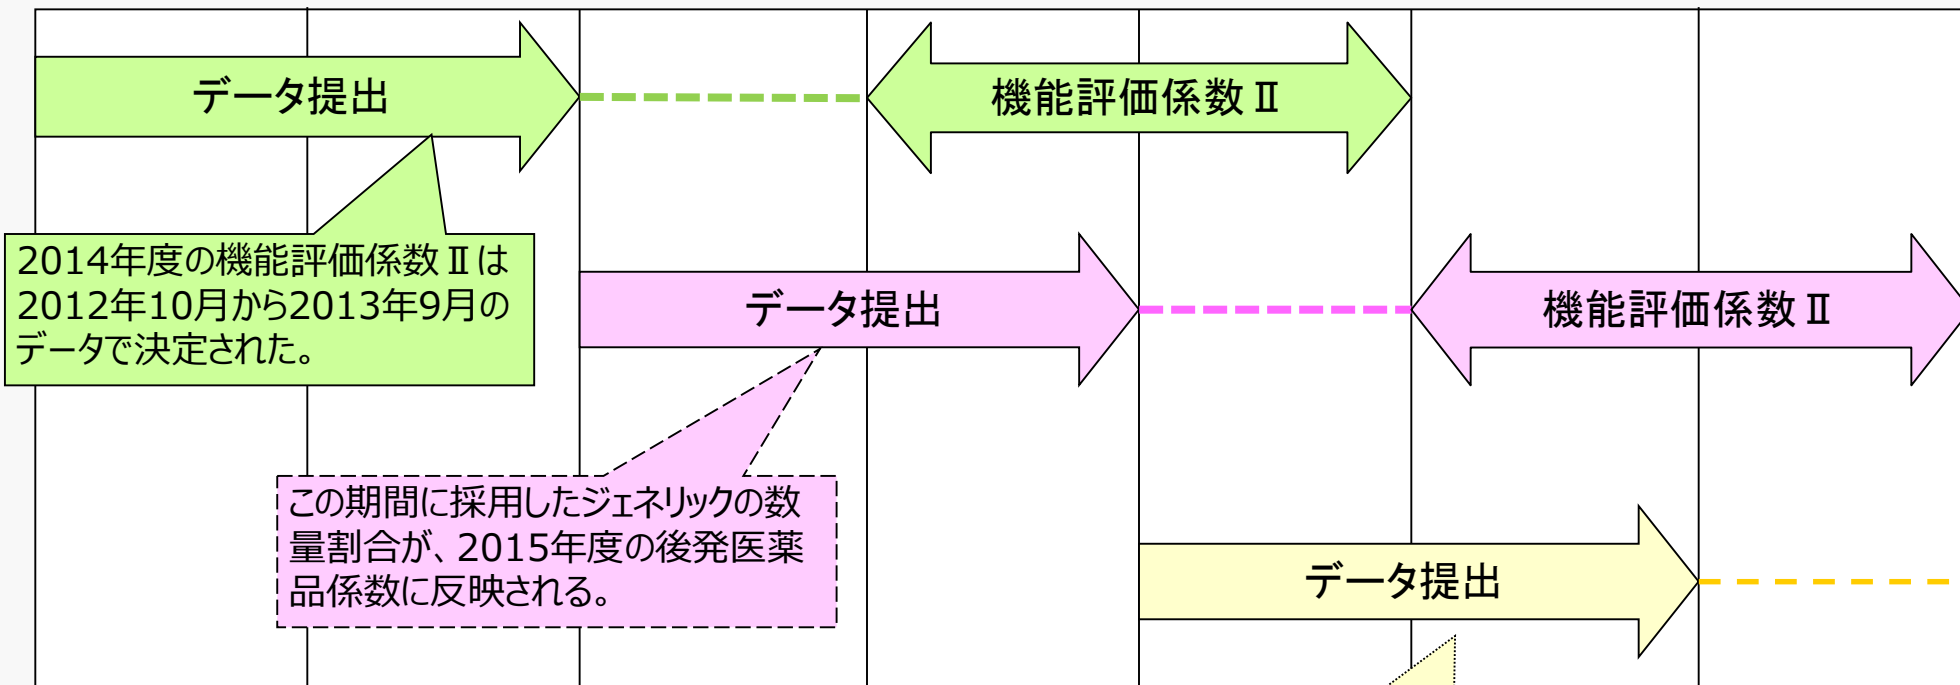 データ提出
機能評価係数Ⅱ
2014年度の機能評価係数Ⅱは
2012年10月から2013年9月の
データで決定された。
データ提出
機能評価係数Ⅱ
この期間に採用したジェネリックの数
量割合が、2015年度の後発医薬
品係数に反映される。
データ提出